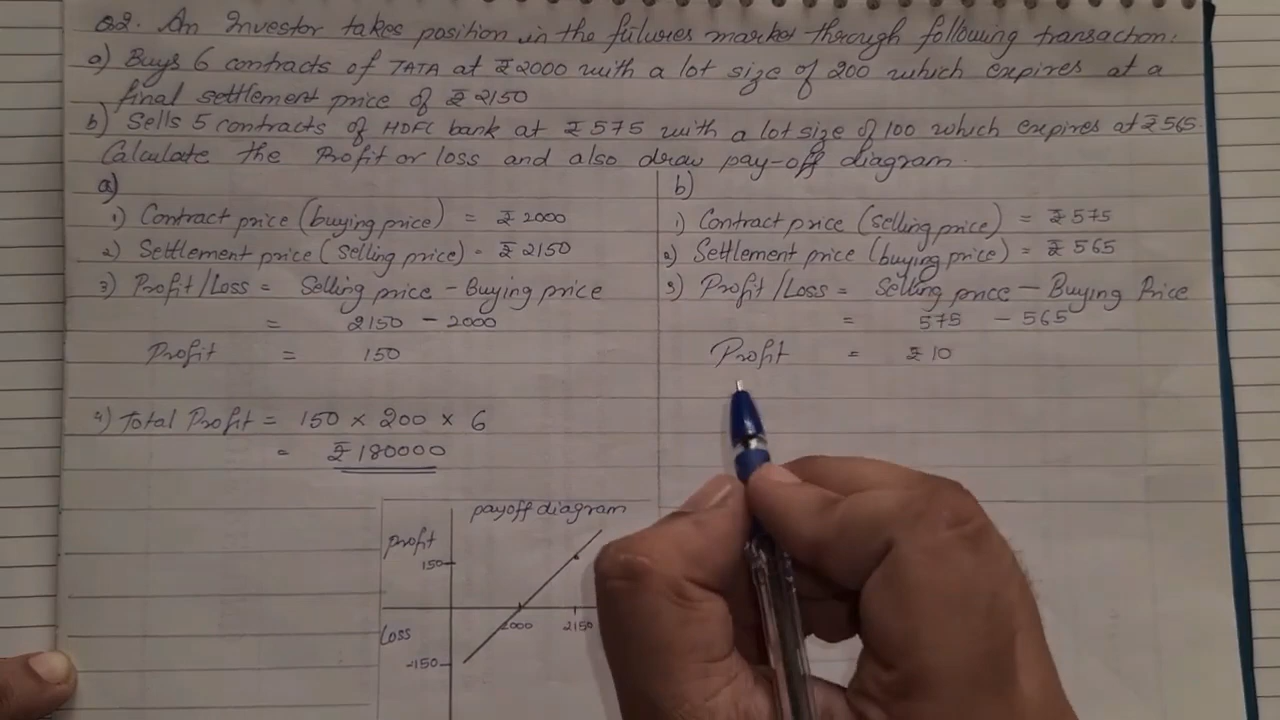 Q2. An Investor takes position in the futures market through following transaction.
a) Buys 6 contracts of TATA at ₹2000 with a lot size of 200 which expires at a
final settlement price of ₹2150
b) Sells 5 contracts of HDFC bank at ₹575 with a lot size of 100 which expires at ₹565.
Calculate the Profit or loss and also draw pay-off diagram.
a)
1) Contract price (buying price) = ₹2000
2) Settlement price (selling price) = ₹2150
3) Profit/Loss = Selling price - Buying price
= 2150 - 2000
Profit = 150
4) Total Profit = 150 × 200 × 6
= ₹180000
payoff diagram
Profit
150
2000 2150
Loss
-150
b)
1) Contract price (selling price) = ₹575
2) Settlement price (buying price) = ₹565
3) Profit/Loss = Selling price - Buying Price
= 575 - 565
Profit = ₹10